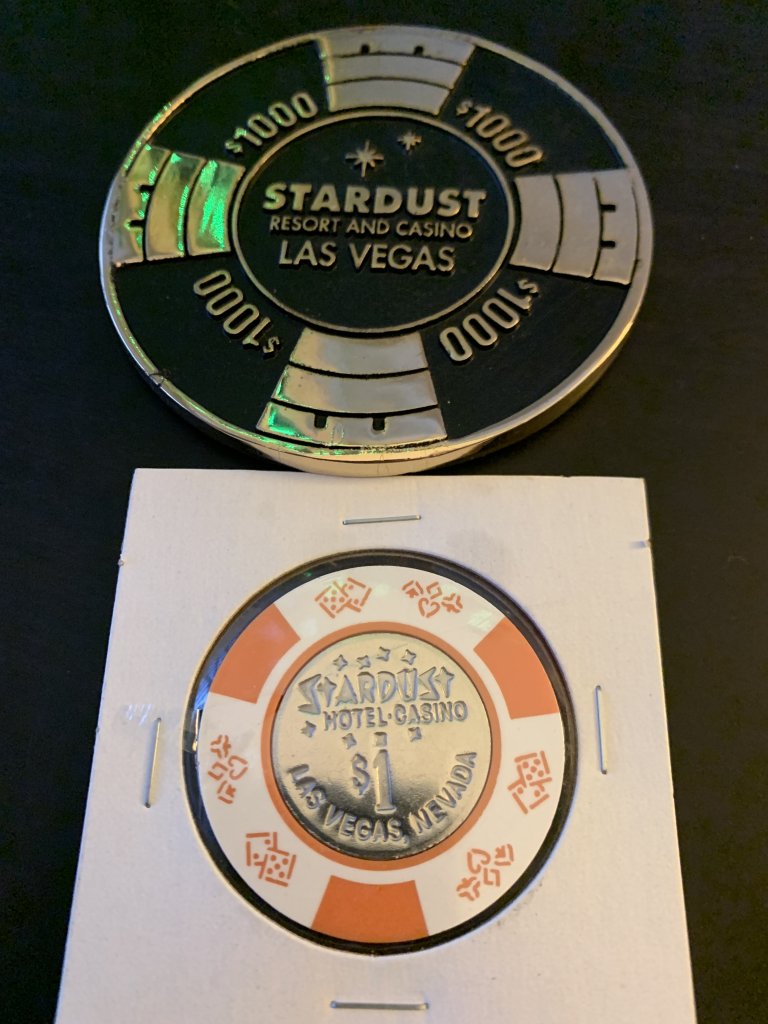 $1000
$1000
STARDUST
RESORT AND CASINO
LAS VEGAS
$1000
$1000
STARDUST
HOTEL·CASINO
$1
LAS VEGAS, NEVADA